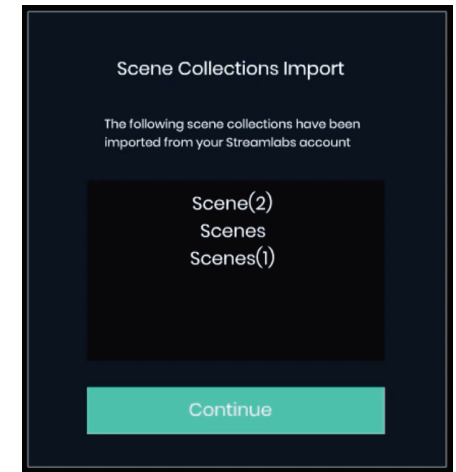 Scene Collections Import
The following scene collections have been
imported from your Streamlabs account
Scene(2)
Scenes
Scenes(1)
Continue